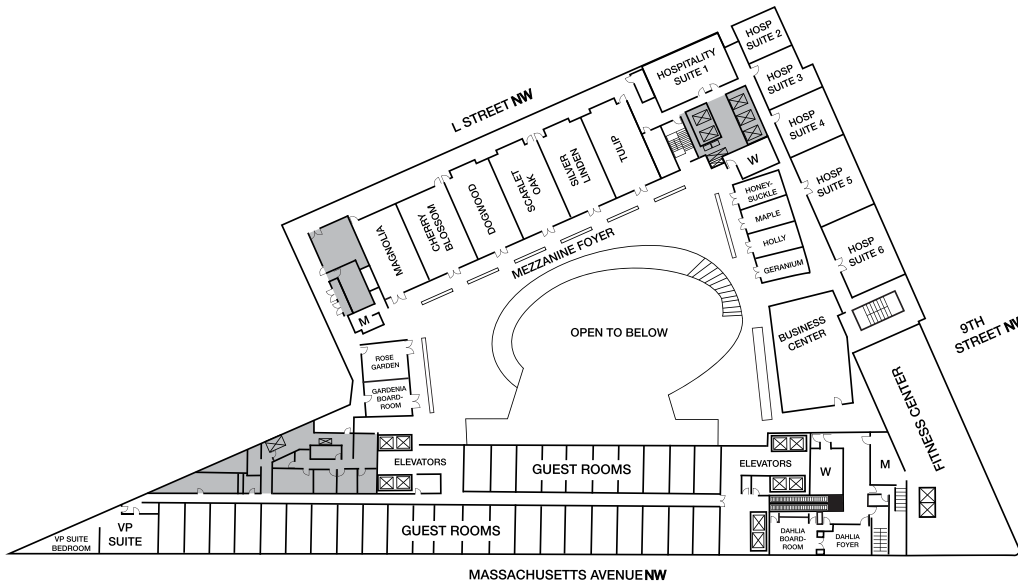 HOSP
SUITE 2
HOSPITALITY
SUITE 1
HOSP
SUITE 3
L STREET NW
HOSP
SUITE 4
TULIP
SILVER
LINDEN
SCARLET
OAK
DOGWOOD
CHERRY
BLOSSOM
MAGNOLIA
W
HOSP
SUITE 5
HONEY-
SUCKLE
MAPLE
HOLLY
GERANIUM
HOSP
SUITE 6
MEZZANINE FOYER
M
OPEN TO BELOW
BUSINESS
CENTER
9TH
STREET NW
ROSE
GARDEN
GARDENIA
BOARD-
ROOM
FITNESS CENTER
ELEVATORS
GUEST ROOMS
ELEVATORS
W
M
VP
SUITE
VP SUITE
BEDROOM
GUEST ROOMS
DAHLIA
BOARD-
ROOM
DAHLIA
FOYER
MASSACHUSETTS AVENUE NW